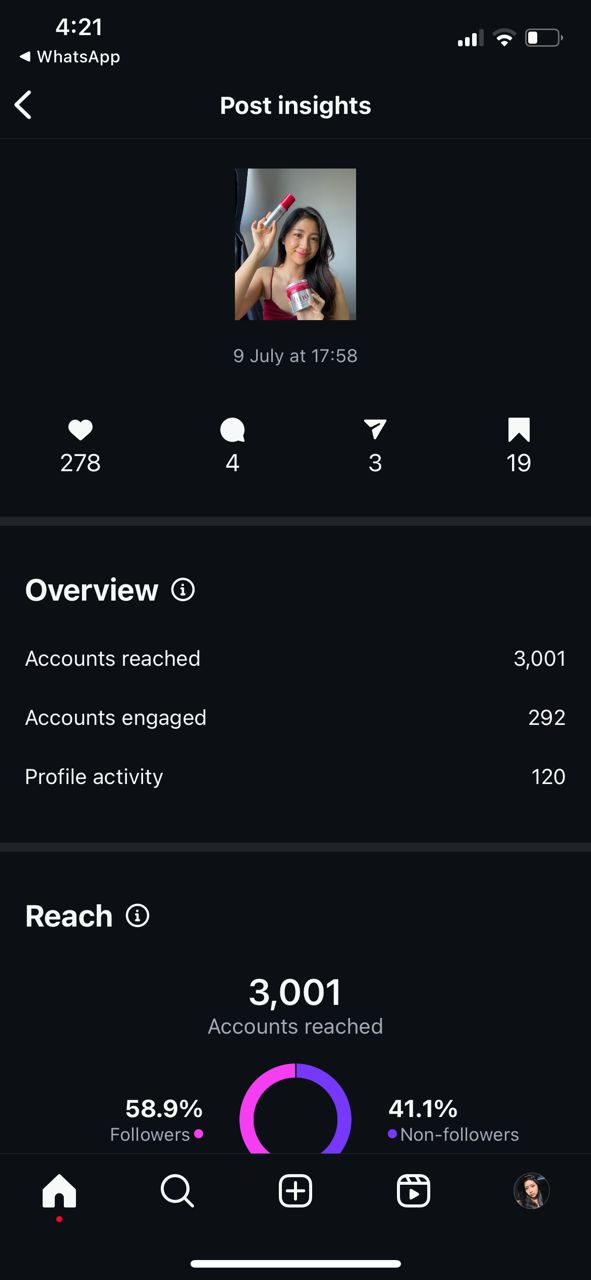 4:21
◀ WhatsApp
Post insights
9 July at 17:58
278 4 3 19
Overview
Accounts reached 3,001
Accounts engaged 292
Profile activity 120
Reach
3,001
Accounts reached
58.9% 41.1%
Followers Non-followers